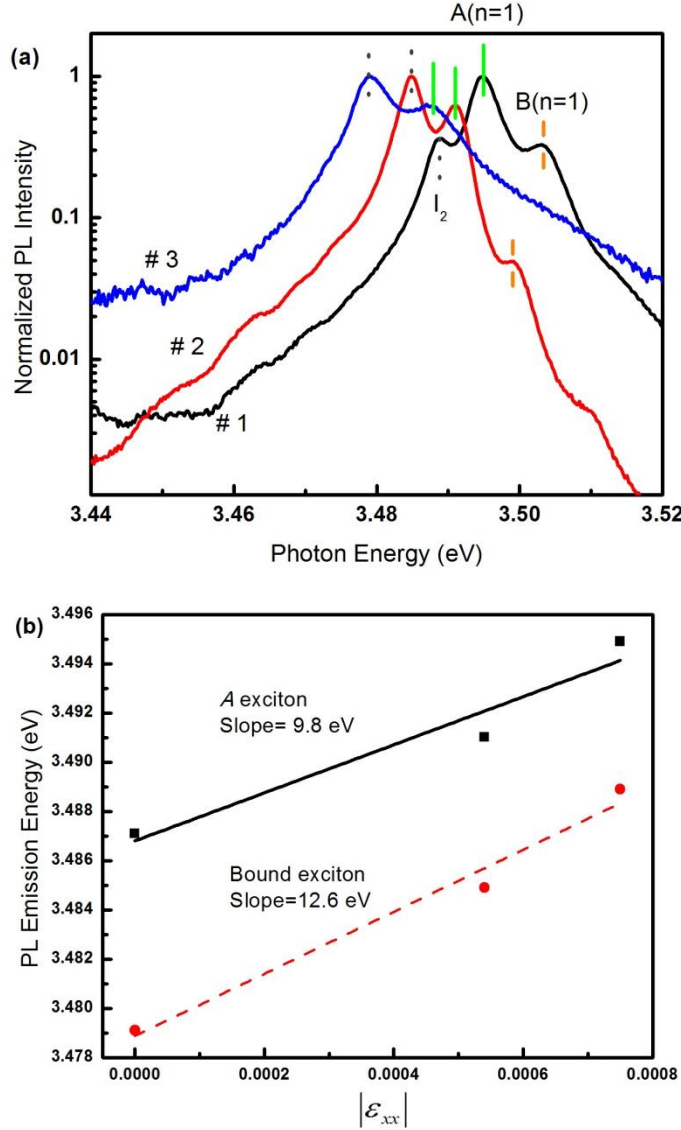 A(n=1)
(a)
B(n=1)
1
0.1
0.01
Normalized PL Intensity
I₂
# 3
# 2
# 1
3.44 3.46 3.48 3.50 3.52
Photon Energy (eV)
(b)
3.496
3.494
3.492
3.490
3.488
3.486
3.484
3.482
3.480
3.478
PL Emission Energy (eV)
A exciton
Slope= 9.8 eV
Bound exciton
Slope=12.6 eV
0.0000 0.0002 0.0004 0.0006 0.0008
|εxx|